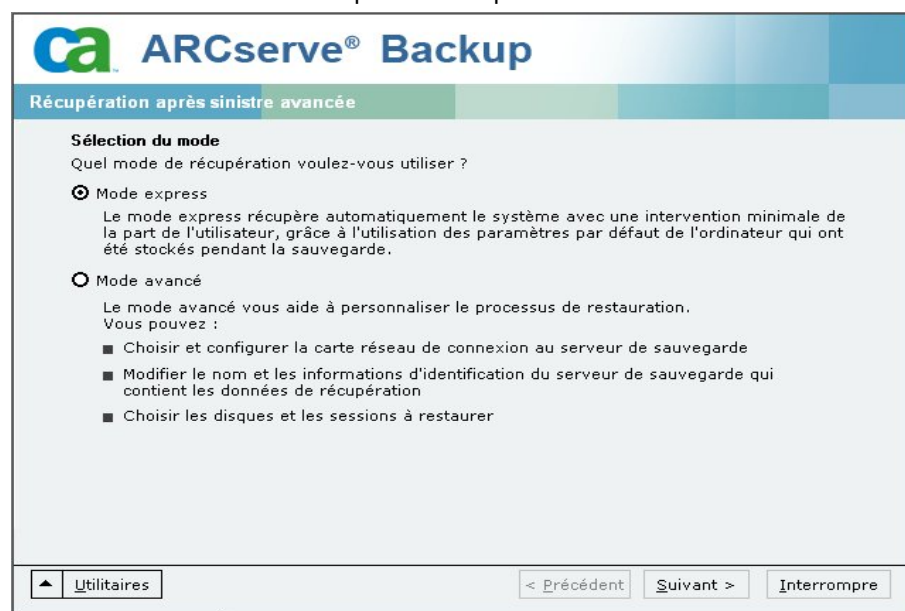 ca ARCserve® Backup
Récupération après sinistre avancée
Sélection du mode
Quel mode de récupération voulez-vous utiliser ?
Mode express
Le mode express récupère automatiquement le système avec une intervention minimale de
la part de l'utilisateur, grâce à l'utilisation des paramètres par défaut de l'ordinateur qui ont
été stockés pendant la sauvegarde.
Mode avancé
Le mode avancé vous aide à personnaliser le processus de restauration.
Vous pouvez :
Choisir et configurer la carte réseau de connexion au serveur de sauvegarde
Modifier le nom et les informations d'identification du serveur de sauvegarde qui
contient les données de récupération
Choisir les disques et les sessions à restaurer
Utilitaires
< Précédent
Suivant >
Interrompre